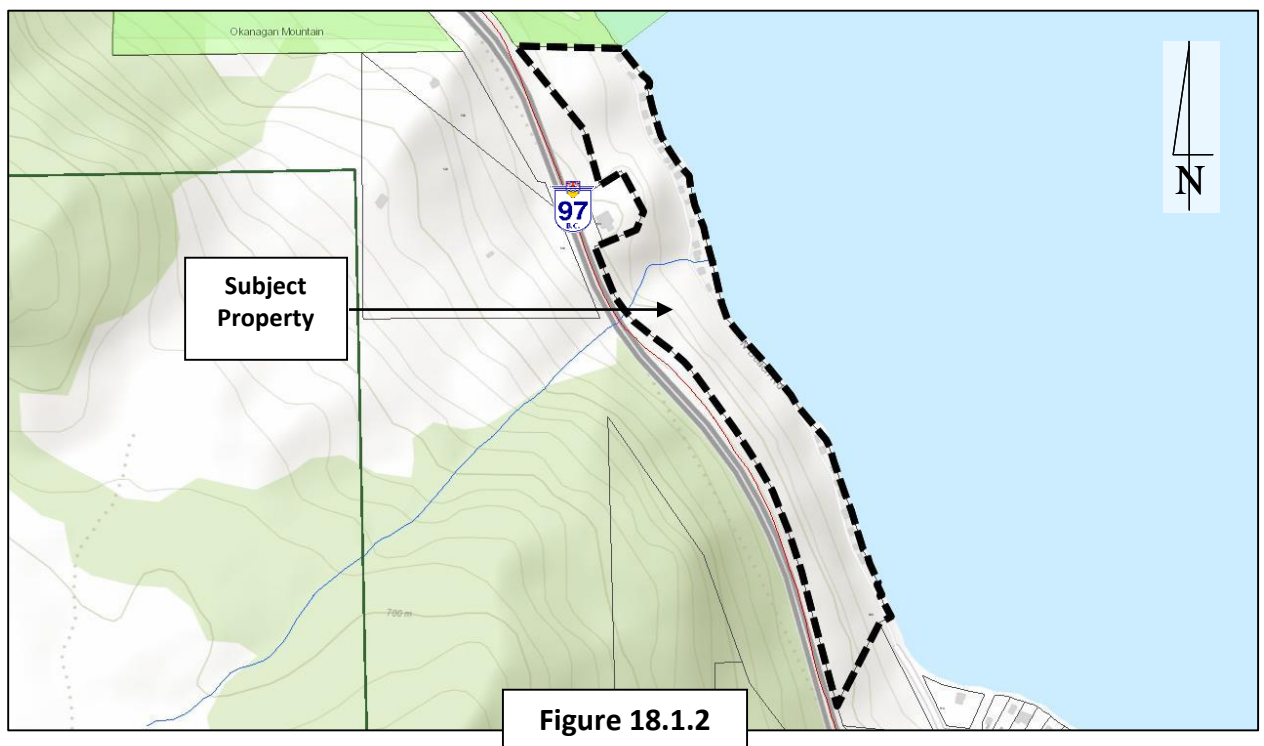 Okanagan Mountain
N
97
B.C.
Subject
Property
700 m
Figure 18.1.2